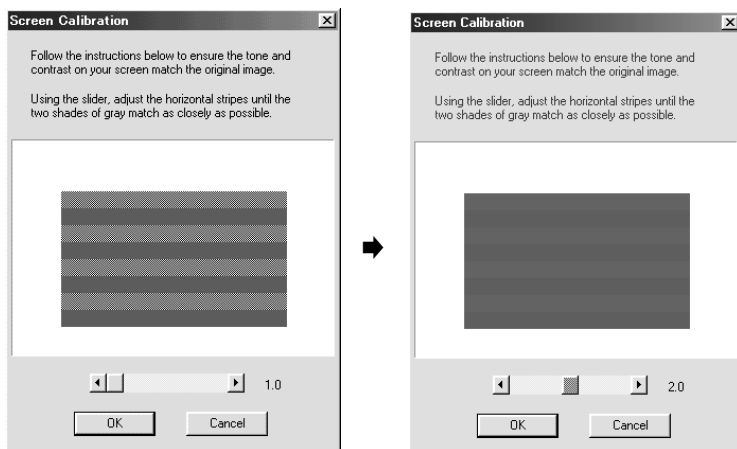 Screen Calibration
Follow the instructions below to ensure the tone and
contrast on your screen match the original image.
Using the slider, adjust the horizontal stripes until the
two shades of gray match as closely as possible.
1.0
OK Cancel
Screen Calibration
Follow the instructions below to ensure the tone and
contrast on your screen match the original image.
Using the slider, adjust the horizontal stripes until the
two shades of gray match as closely as possible.
2.0
OK Cancel